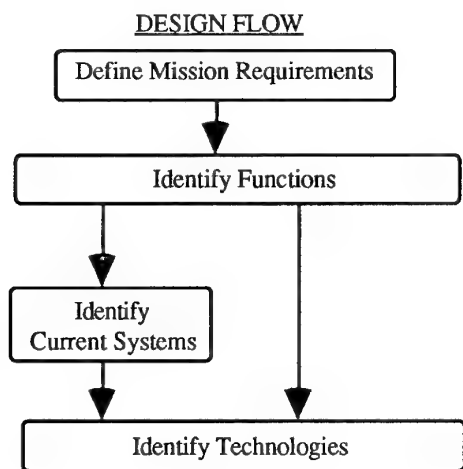 DESIGN FLOW
Define Mission Requirements
Identify Functions
Identify
Current Systems
Identify Technologies